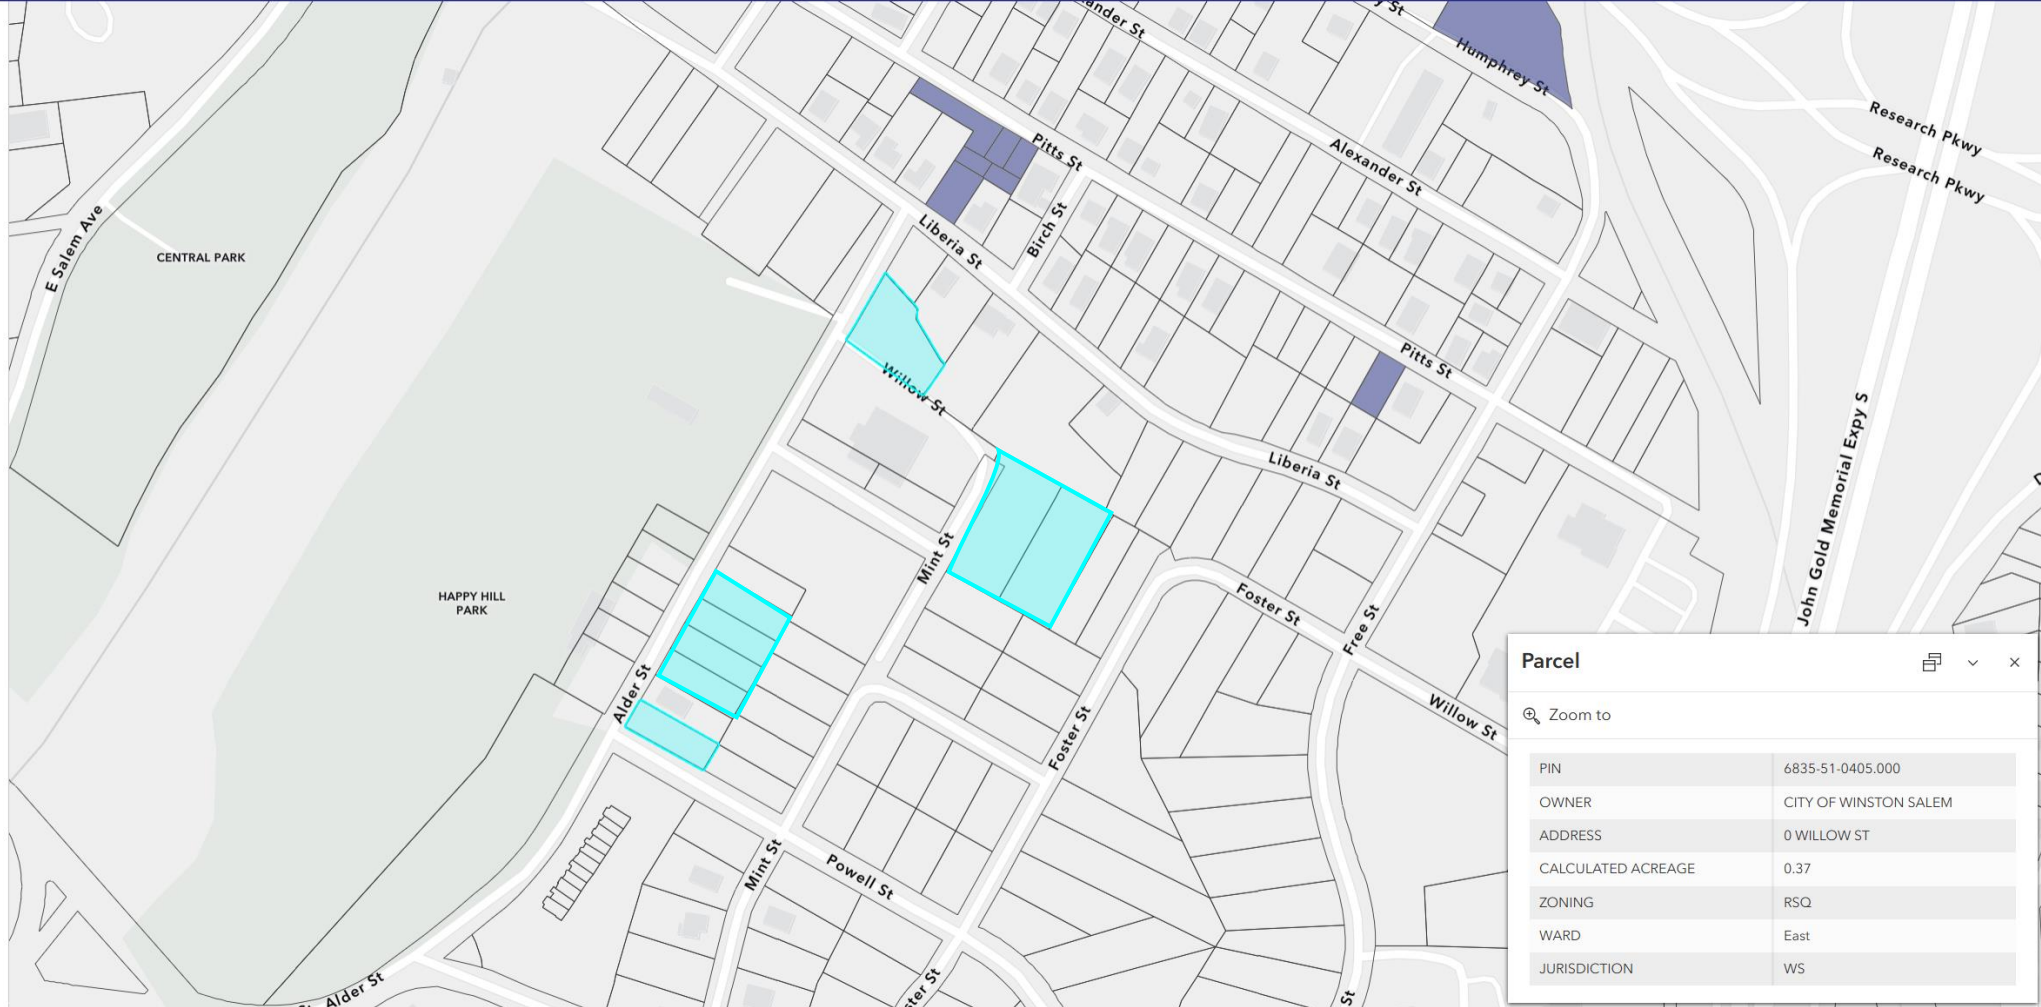 Humphrey St
Research Pkwy
Research Pkwy
Pitts St
Alexander St
E Salem Ave
CENTRAL PARK
Birch St
Liberia St
Willow St
Pitts St
John Gold Memorial Expy S
Liberia St
Mint St
HAPPY HILL
PARK
Foster St
Free St
Alder St
Foster St
Willow St
Mint St
Powell St
Alder St
St
Parcel
Zoom to
PIN 6835-51-0405.000
OWNER CITY OF WINSTON SALEM
ADDRESS 0 WILLOW ST
CALCULATED ACREAGE 0.37
ZONING RSQ
WARD East
JURISDICTION WS